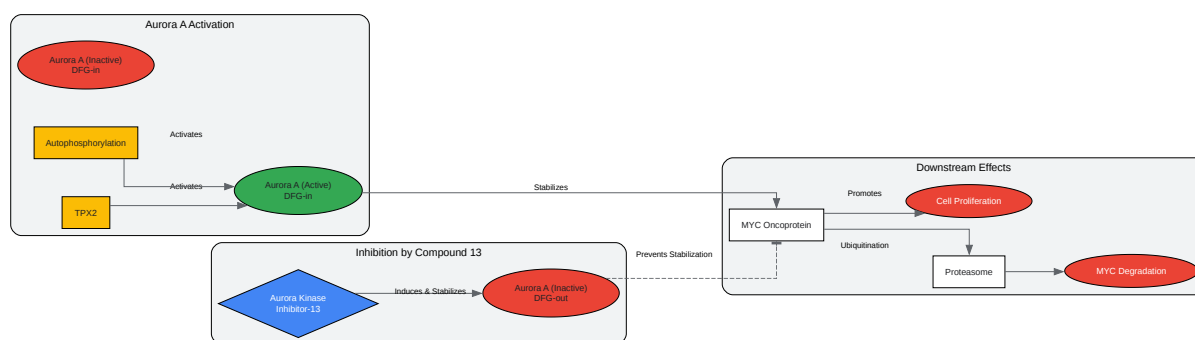 Aurora A Activation
Aurora A (Inactive)
DFG-in
Autophosphorylation
Activates
Activates
TPX2
Aurora A (Active)
DFG-in
Stabilizes
Inhibition by Compound 13
Aurora Kinase
Inhibitor-13
Induces & Stabilizes
Aurora A (Inactive)
DFG-out
Prevents Stabilization
Downstream Effects
MYC Oncoprotein
Promotes
Cell Proliferation
Ubiquitination
Proteasome
MYC Degradation